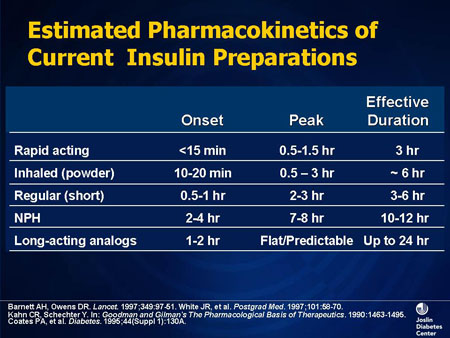 Estimated Pharmacokinetics of
Current Insulin Preparations
Onset Peak Effective Duration
Rapid acting <15 min 0.5-1.5 hr 3 hr
Inhaled (powder) 10-20 min 0.5 – 3 hr ~ 6 hr
Regular (short) 0.5-1 hr 2-3 hr 3-6 hr
NPH 2-4 hr 7-8 hr 10-12 hr
Long-acting analogs 1-2 hr Flat/Predictable Up to 24 hr
Barnett AH, Owens DR. Lancet. 1997;349:97-51. White JR, et al. Postgrad Med. 1997;101:58-70.
Kahn CR, Schechter Y. In: Goodman and Gilman's The Pharmacological Basis of Therapeutics. 1990:1463-1495.
Coates PA, et al. Diabetes. 1995;44(Suppl 1):130A.
Joslin
Diabetes
Center